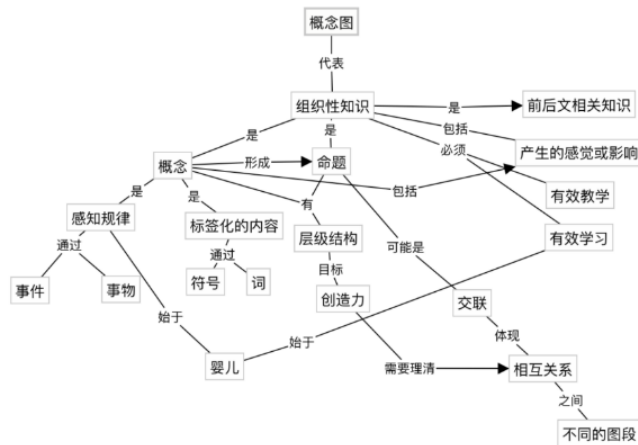 概念图
代表
组织性知识
是
前后文相关知识
是
是
包括
必须
产生的感觉或影响
概念
形成
命题
是
是
有
包括
有效教学
感知规律
标签化的内容
层级结构
可能是
有效学习
通过
通过
目标
事件
事物
符号
词
创造力
交联
始于
始于
体现
婴儿
需要理清
相互关系
之间
不同的图段